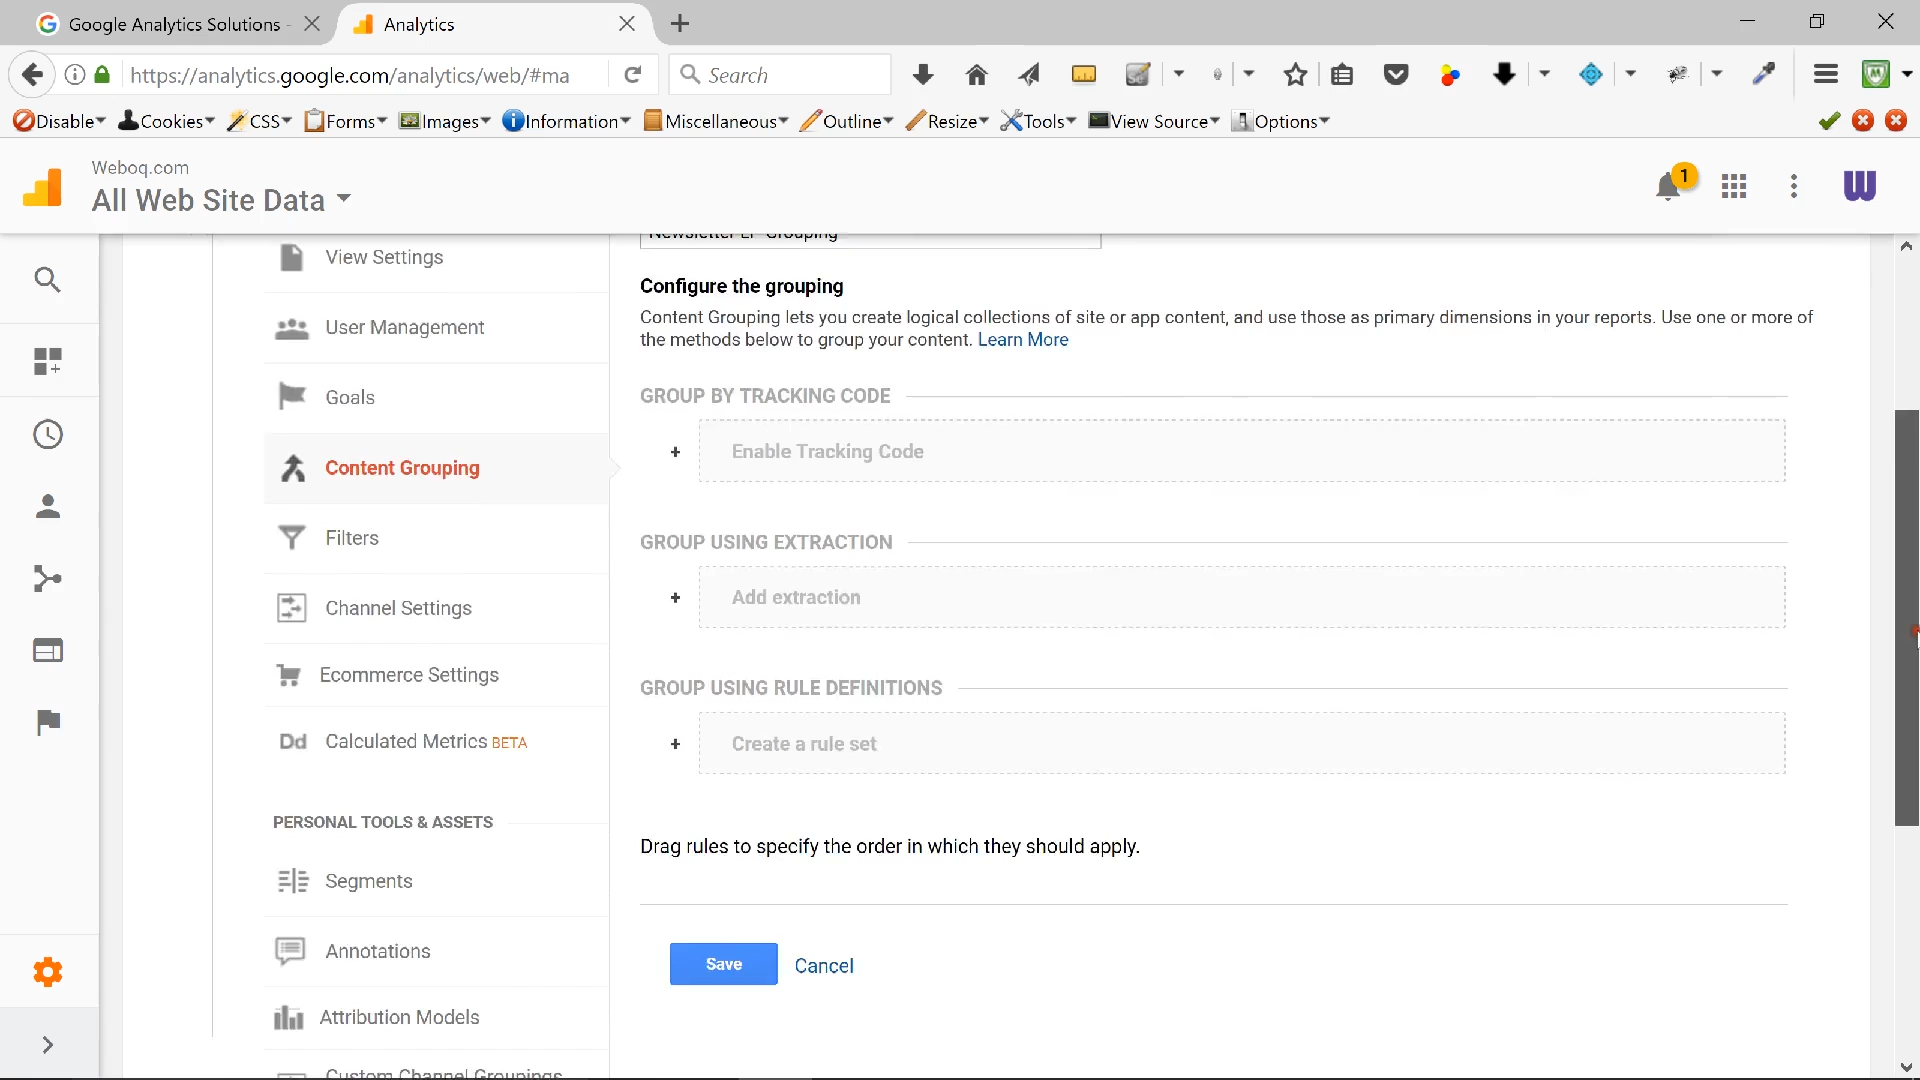 Google Analytics Solutions -
Analytics
https://analytics.google.com/analytics/web/#ma
Search
Disable
Cookies
CSS
Forms
Images
Information
Miscellaneous
Outline
Resize
Tools
View Source
Options
Weboq.com
All Web Site Data
1
W
View Settings
User Management
Goals
Content Grouping
Filters
Channel Settings
Ecommerce Settings
Dd Calculated Metrics BETA
PERSONAL TOOLS & ASSETS
Segments
Annotations
Attribution Models
Custom Channel Groupings
Newsletter LP Grouping
Configure the grouping
Content Grouping lets you create logical collections of site or app content, and use those as primary dimensions in your reports. Use one or more of
the methods below to group your content. Learn More
GROUP BY TRACKING CODE
+ Enable Tracking Code
GROUP USING EXTRACTION
+ Add extraction
GROUP USING RULE DEFINITIONS
+ Create a rule set
Drag rules to specify the order in which they should apply.
Save
Cancel